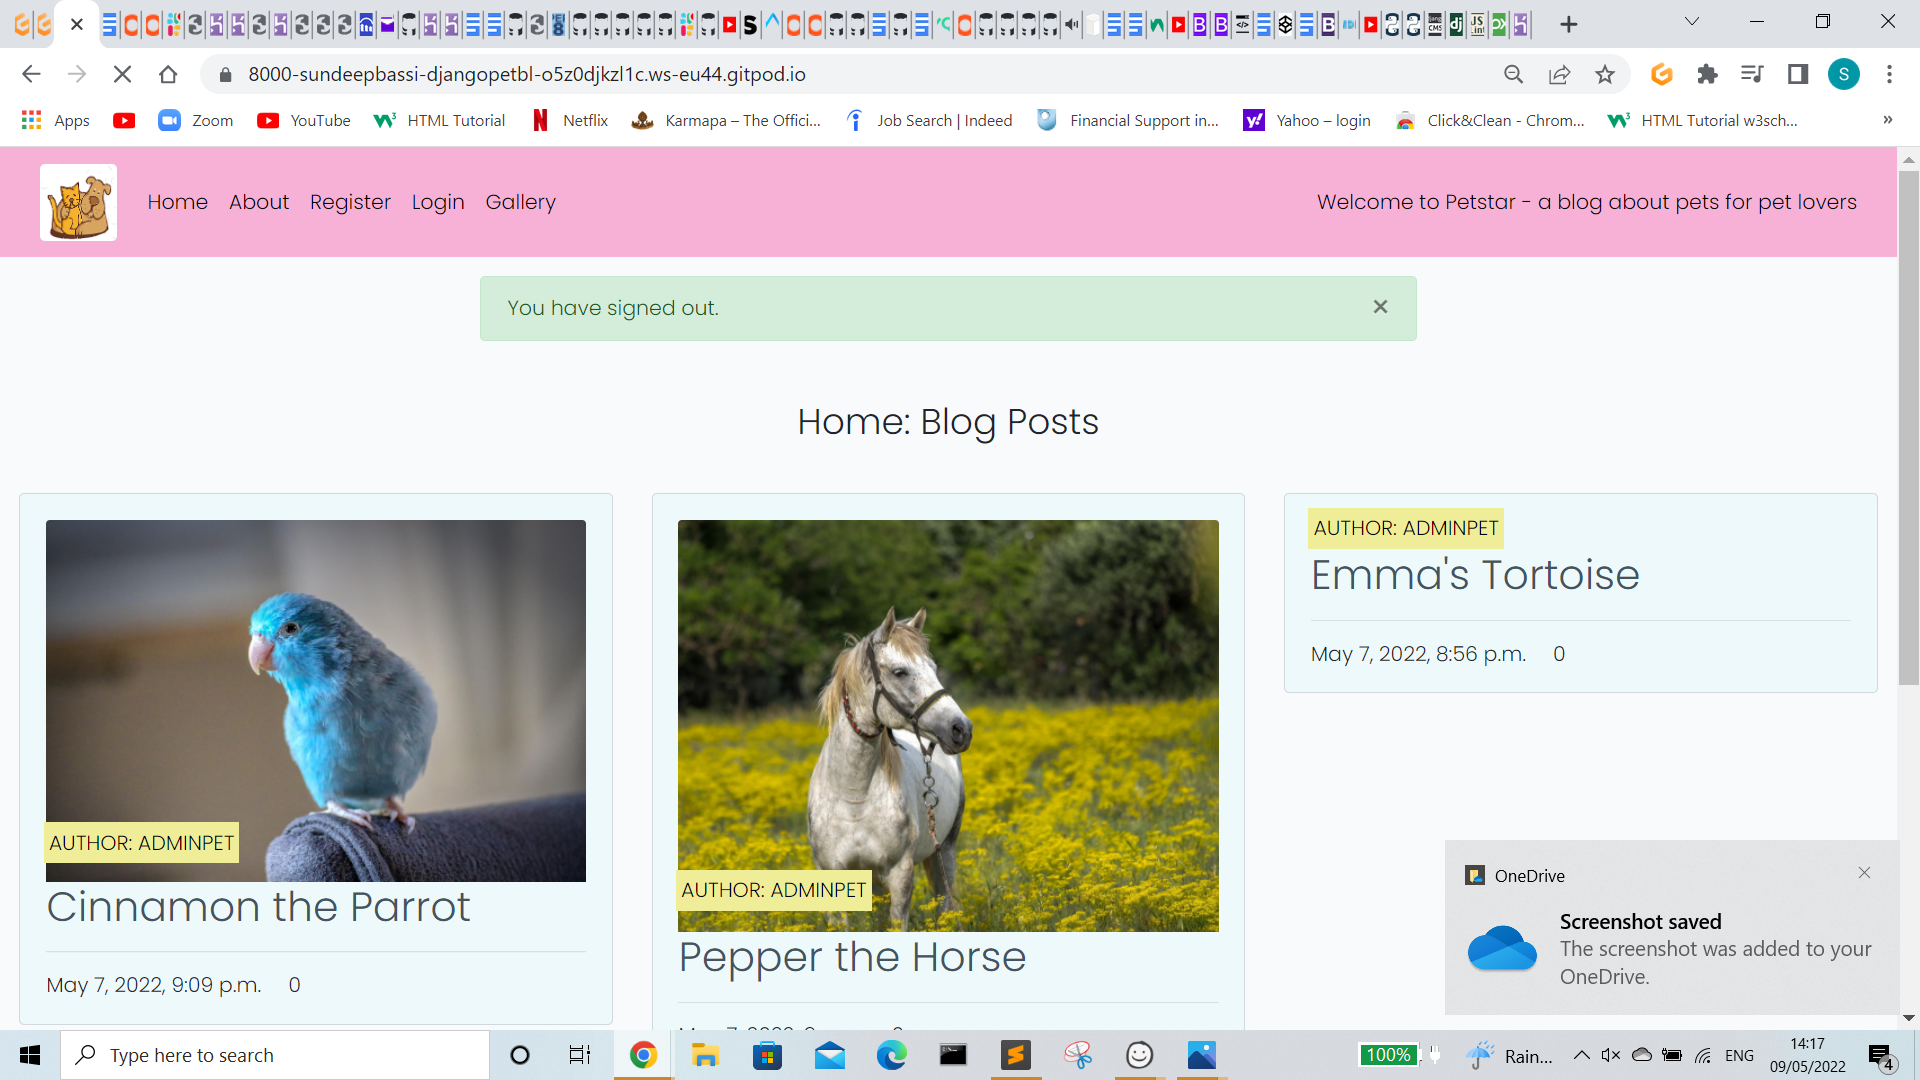 8000-sundeepbassi-djangopetbl-o5z0djkzl1c.ws-eu44.gitpod.io
S
Apps
Zoom
YouTube
HTML Tutorial
Netflix
Karmapa – The Offici...
Job Search | Indeed
Financial Support in...
Yahoo – login
Click&Clean - Chrom...
HTML Tutorial w3sch...
»
Home About Register Login Gallery
Welcome to Petstar - a blog about pets for pet lovers
You have signed out.
×
Home: Blog Posts
AUTHOR: ADMINPET
Cinnamon the Parrot
May 7, 2022, 9:09 p.m. 0
AUTHOR: ADMINPET
Pepper the Horse
AUTHOR: ADMINPET
Emma's Tortoise
May 7, 2022, 8:56 p.m. 0
OneDrive
Screenshot saved
The screenshot was added to your
OneDrive.
Type here to search
100%
Rain...
ENG
14:17
09/05/2022
4